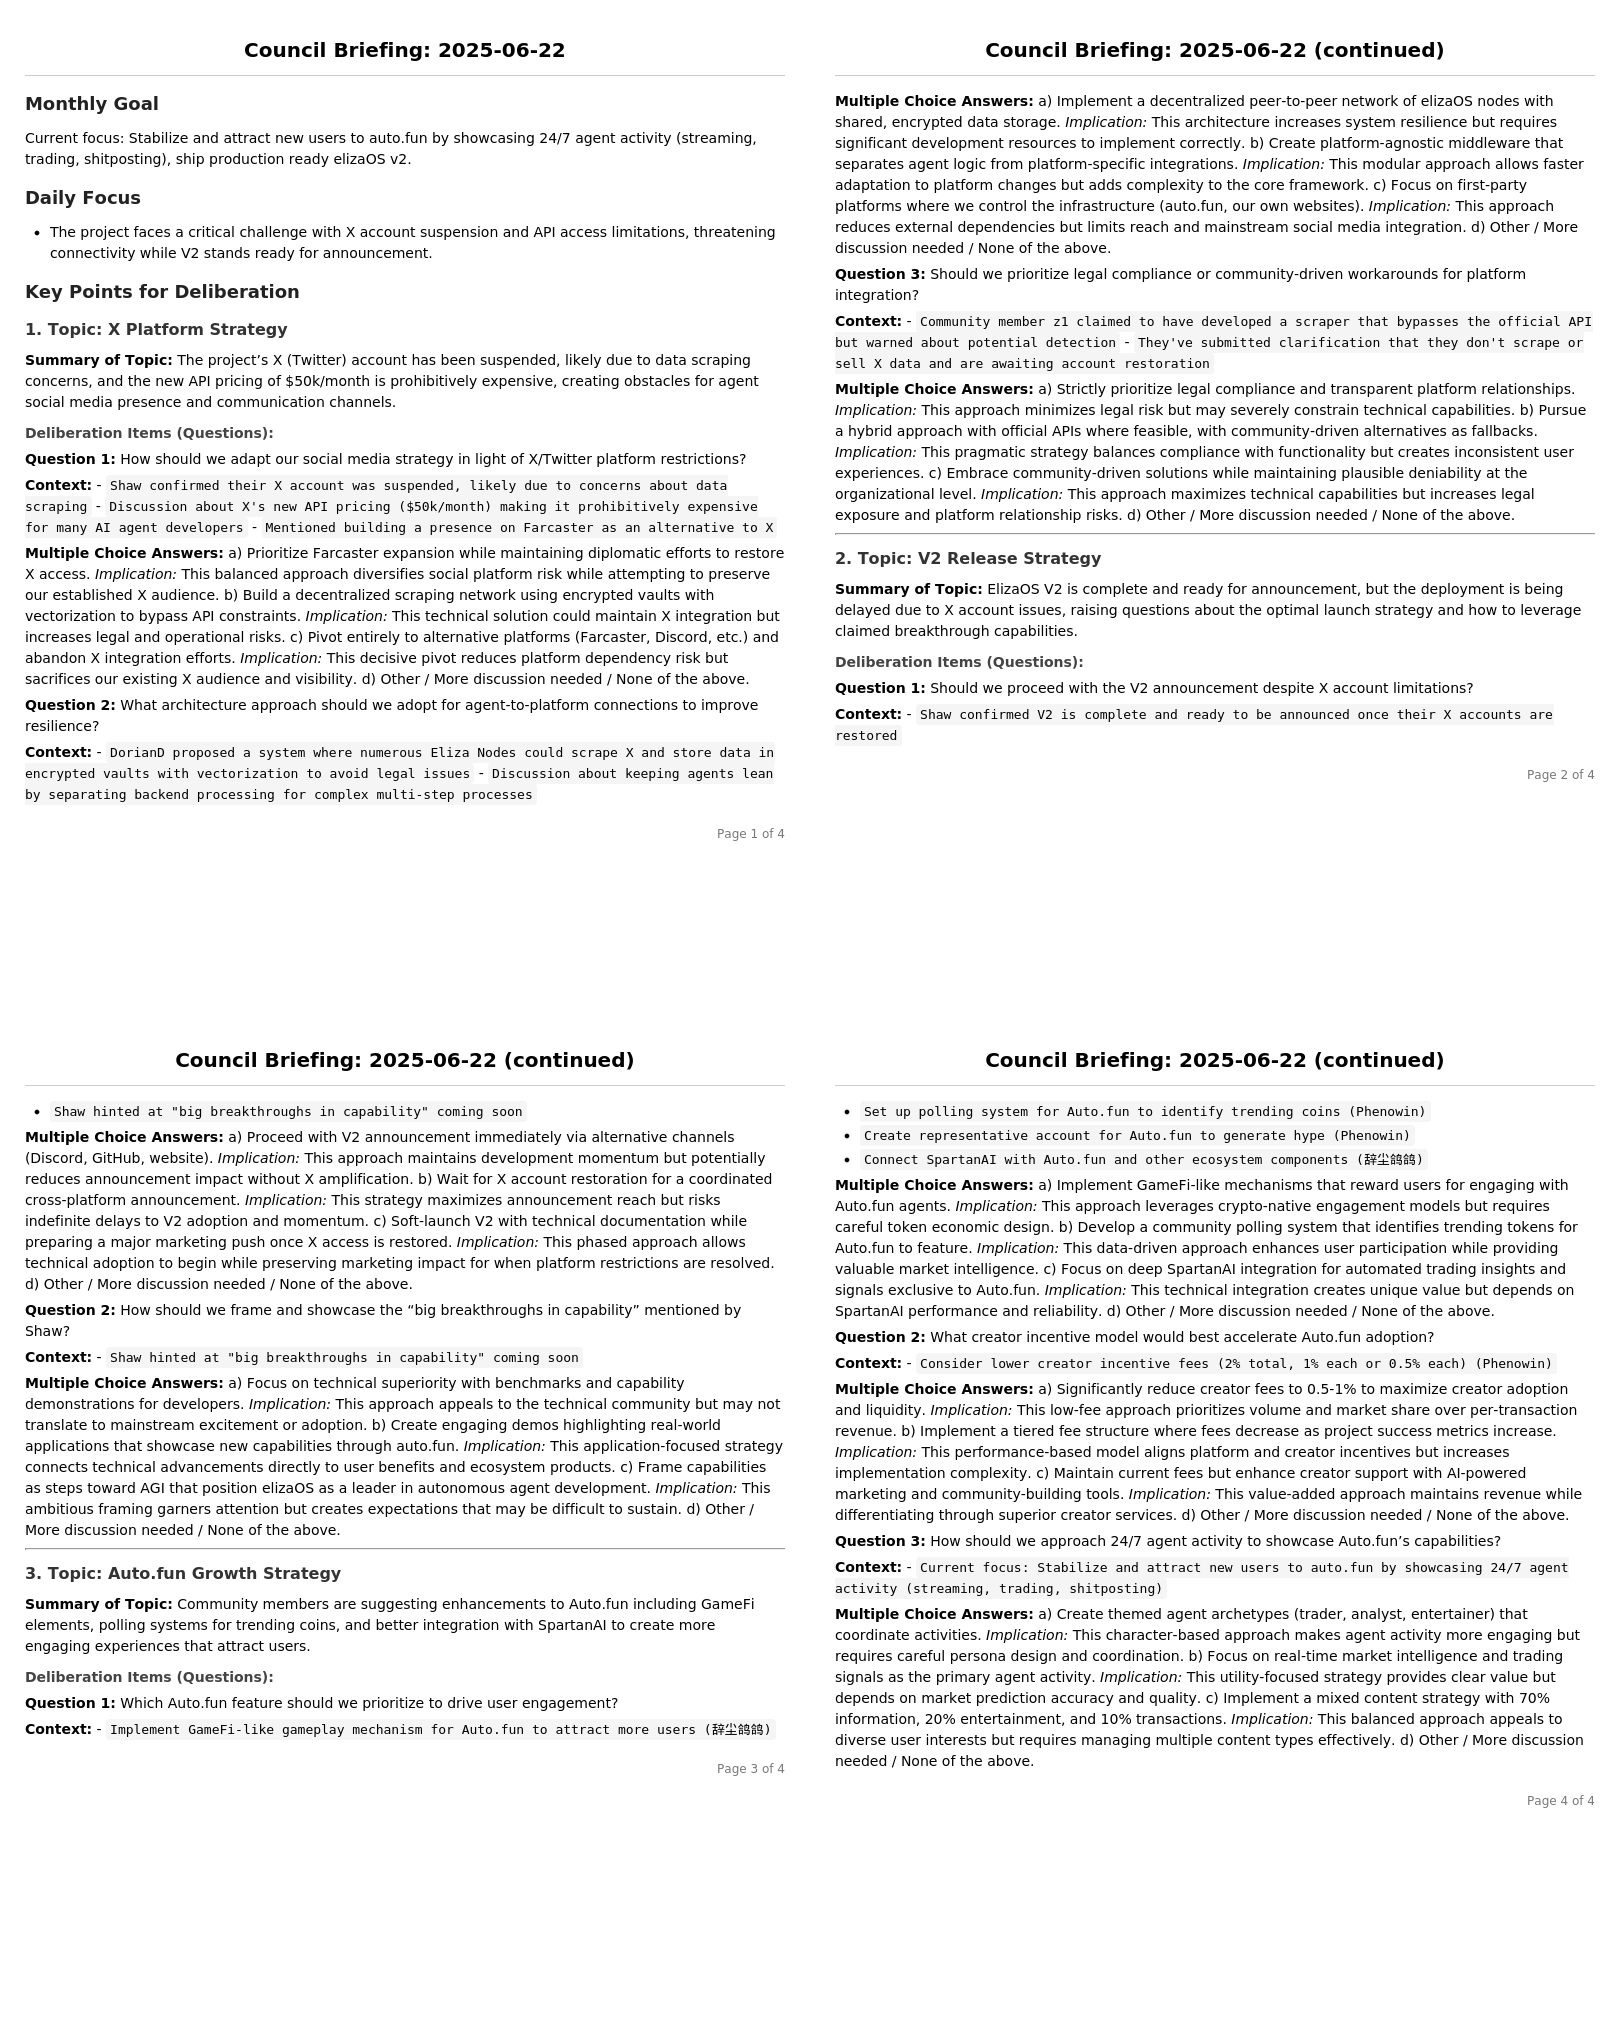 Council Briefing: 2025-06-22
Monthly Goal
Current focus: Stabilize and attract new users to auto.fun by showcasing 24/7 agent activity (streaming,
trading, shitposting), ship production ready elizaOS v2.
Daily Focus
• The project faces a critical challenge with X account suspension and API access limitations, threatening
connectivity while V2 stands ready for announcement.
Key Points for Deliberation
1. Topic: X Platform Strategy
Summary of Topic: The project’s X (Twitter) account has been suspended, likely due to data scraping
concerns, and the new API pricing of $50k/month is prohibitively expensive, creating obstacles for agent
social media presence and communication channels.
Deliberation Items (Questions):
Question 1: How should we adapt our social media strategy in light of X/Twitter platform restrictions?
Context: - Shaw confirmed their X account was suspended, likely due to concerns about data
scraping - Discussion about X's new API pricing ($50k/month) making it prohibitively expensive
for many AI agent developers - Mentioned building a presence on Farcaster as an alternative to X
Multiple Choice Answers: a) Prioritize Farcaster expansion while maintaining diplomatic efforts to restore
X access. Implication: This balanced approach diversifies social platform risk while attempting to preserve
our established X audience. b) Build a decentralized scraping network using encrypted vaults with
vectorization to bypass API constraints. Implication: This technical solution could maintain X integration but
increases legal and operational risks. c) Pivot entirely to alternative platforms (Farcaster, Discord, etc.) and
abandon X integration efforts. Implication: This decisive pivot reduces platform dependency risk but
sacrifices our existing X audience and visibility. d) Other / More discussion needed / None of the above.
Question 2: What architecture approach should we adopt for agent-to-platform connections to improve
resilience?
Context: - DorianD proposed a system where numerous Eliza Nodes could scrape X and store data in
encrypted vaults with vectorization to avoid legal issues - Discussion about keeping agents lean
by separating backend processing for complex multi-step processes
Page 1 of 4
Council Briefing: 2025-06-22 (continued)
Multiple Choice Answers: a) Implement a decentralized peer-to-peer network of elizaOS nodes with
shared, encrypted data storage. Implication: This architecture increases system resilience but requires
significant development resources to implement correctly. b) Create platform-agnostic middleware that
separates agent logic from platform-specific integrations. Implication: This modular approach allows faster
adaptation to platform changes but adds complexity to the core framework. c) Focus on first-party
platforms where we control the infrastructure (auto.fun, our own websites). Implication: This approach
reduces external dependencies but limits reach and mainstream social media integration. d) Other / More
discussion needed / None of the above.
Question 3: Should we prioritize legal compliance or community-driven workarounds for platform
integration?
Context: - Community member z1 claimed to have developed a scraper that bypasses the official API
but warned about potential detection - They've submitted clarification that they don't scrape or
sell X data and are awaiting account restoration
Multiple Choice Answers: a) Strictly prioritize legal compliance and transparent platform relationships.
Implication: This approach minimizes legal risk but may severely constrain technical capabilities. b) Pursue
a hybrid approach with official APIs where feasible, with community-driven alternatives as fallbacks.
Implication: This pragmatic strategy balances compliance with functionality but creates inconsistent user
experiences. c) Embrace community-driven solutions while maintaining plausible deniability at the
organizational level. Implication: This approach maximizes technical capabilities but increases legal
exposure and platform relationship risks. d) Other / More discussion needed / None of the above.
2. Topic: V2 Release Strategy
Summary of Topic: ElizaOS V2 is complete and ready for announcement, but the deployment is being
delayed due to X account issues, raising questions about the optimal launch strategy and how to leverage
claimed breakthrough capabilities.
Deliberation Items (Questions):
Question 1: Should we proceed with the V2 announcement despite X account limitations?
Context: - Shaw confirmed V2 is complete and ready to be announced once their X accounts are
restored
Page 2 of 4
Council Briefing: 2025-06-22 (continued)
• Shaw hinted at "big breakthroughs in capability" coming soon
Multiple Choice Answers: a) Proceed with V2 announcement immediately via alternative channels
(Discord, GitHub, website). Implication: This approach maintains development momentum but potentially
reduces announcement impact without X amplification. b) Wait for X account restoration for a coordinated
cross-platform announcement. Implication: This strategy maximizes announcement reach but risks
indefinite delays to V2 adoption and momentum. c) Soft-launch V2 with technical documentation while
preparing a major marketing push once X access is restored. Implication: This phased approach allows
technical adoption to begin while preserving marketing impact for when platform restrictions are resolved.
d) Other / More discussion needed / None of the above.
Question 2: How should we frame and showcase the “big breakthroughs in capability” mentioned by
Shaw?
Context: - Shaw hinted at "big breakthroughs in capability" coming soon
Multiple Choice Answers: a) Focus on technical superiority with benchmarks and capability
demonstrations for developers. Implication: This approach appeals to the technical community but may not
translate to mainstream excitement or adoption. b) Create engaging demos highlighting real-world
applications that showcase new capabilities through auto.fun. Implication: This application-focused strategy
connects technical advancements directly to user benefits and ecosystem products. c) Frame capabilities
as steps toward AGI that position elizaOS as a leader in autonomous agent development. Implication: This
ambitious framing garners attention but creates expectations that may be difficult to sustain. d) Other /
More discussion needed / None of the above.
3. Topic: Auto.fun Growth Strategy
Summary of Topic: Community members are suggesting enhancements to Auto.fun including GameFi
elements, polling systems for trending coins, and better integration with SpartanAI to create more
engaging experiences that attract users.
Deliberation Items (Questions):
Question 1: Which Auto.fun feature should we prioritize to drive user engagement?
Context: - Implement GameFi-like gameplay mechanism for Auto.fun to attract more users (辞尘鸽鸽)
Page 3 of 4
Council Briefing: 2025-06-22 (continued)
• Set up polling system for Auto.fun to identify trending coins (Phenowin)
• Create representative account for Auto.fun to generate hype (Phenowin)
• Connect SpartanAI with Auto.fun and other ecosystem components (辞尘鸽鸽)
Multiple Choice Answers: a) Implement GameFi-like mechanisms that reward users for engaging with
Auto.fun agents. Implication: This approach leverages crypto-native engagement models but requires
careful token economic design. b) Develop a community polling system that identifies trending tokens for
Auto.fun to feature. Implication: This data-driven approach enhances user participation while providing
valuable market intelligence. c) Focus on deep SpartanAI integration for automated trading insights and
signals exclusive to Auto.fun. Implication: This technical integration creates unique value but depends on
SpartanAI performance and reliability. d) Other / More discussion needed / None of the above.
Question 2: What creator incentive model would best accelerate Auto.fun adoption?
Context: - Consider lower creator incentive fees (2% total, 1% each or 0.5% each) (Phenowin)
Multiple Choice Answers: a) Significantly reduce creator fees to 0.5-1% to maximize creator adoption
and liquidity. Implication: This low-fee approach prioritizes volume and market share over per-transaction
revenue. b) Implement a tiered fee structure where fees decrease as project success metrics increase.
Implication: This performance-based model aligns platform and creator incentives but increases
implementation complexity. c) Maintain current fees but enhance creator support with AI-powered
marketing and community-building tools. Implication: This value-added approach maintains revenue while
differentiating through superior creator services. d) Other / More discussion needed / None of the above.
Question 3: How should we approach 24/7 agent activity to showcase Auto.fun’s capabilities?
Context: - Current focus: Stabilize and attract new users to auto.fun by showcasing 24/7 agent
activity (streaming, trading, shitposting)
Multiple Choice Answers: a) Create themed agent archetypes (trader, analyst, entertainer) that
coordinate activities. Implication: This character-based approach makes agent activity more engaging but
requires careful persona design and coordination. b) Focus on real-time market intelligence and trading
signals as the primary agent activity. Implication: This utility-focused strategy provides clear value but
depends on market prediction accuracy and quality. c) Implement a mixed content strategy with 70%
information, 20% entertainment, and 10% transactions. Implication: This balanced approach appeals to
diverse user interests but requires managing multiple content types effectively. d) Other / More discussion
needed / None of the above.
Page 4 of 4